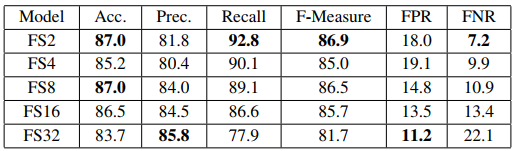 Model Acc. Prec. Recall F-Measure FPR FNR
FS2 87.0 81.8 92.8 86.9 18.0 7.2
FS4 85.2 80.4 90.1 85.0 19.1 9.9
FS8 87.0 84.0 89.1 86.5 14.8 10.9
FS16 86.5 84.5 86.6 85.7 13.5 13.4
FS32 83.7 85.8 77.9 81.7 11.2 22.1